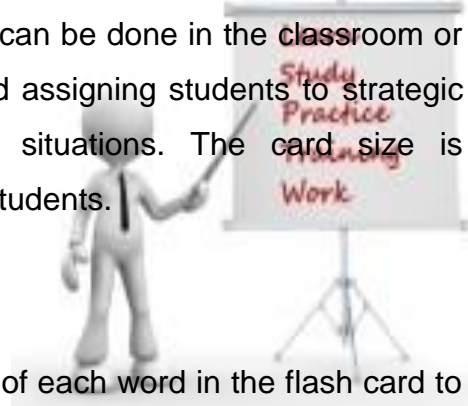 can be done in the classroom or
d assigning students to strategic
situations. The card size is
tudents.
Study
Practice
Training
Work
of each word in the flash card to